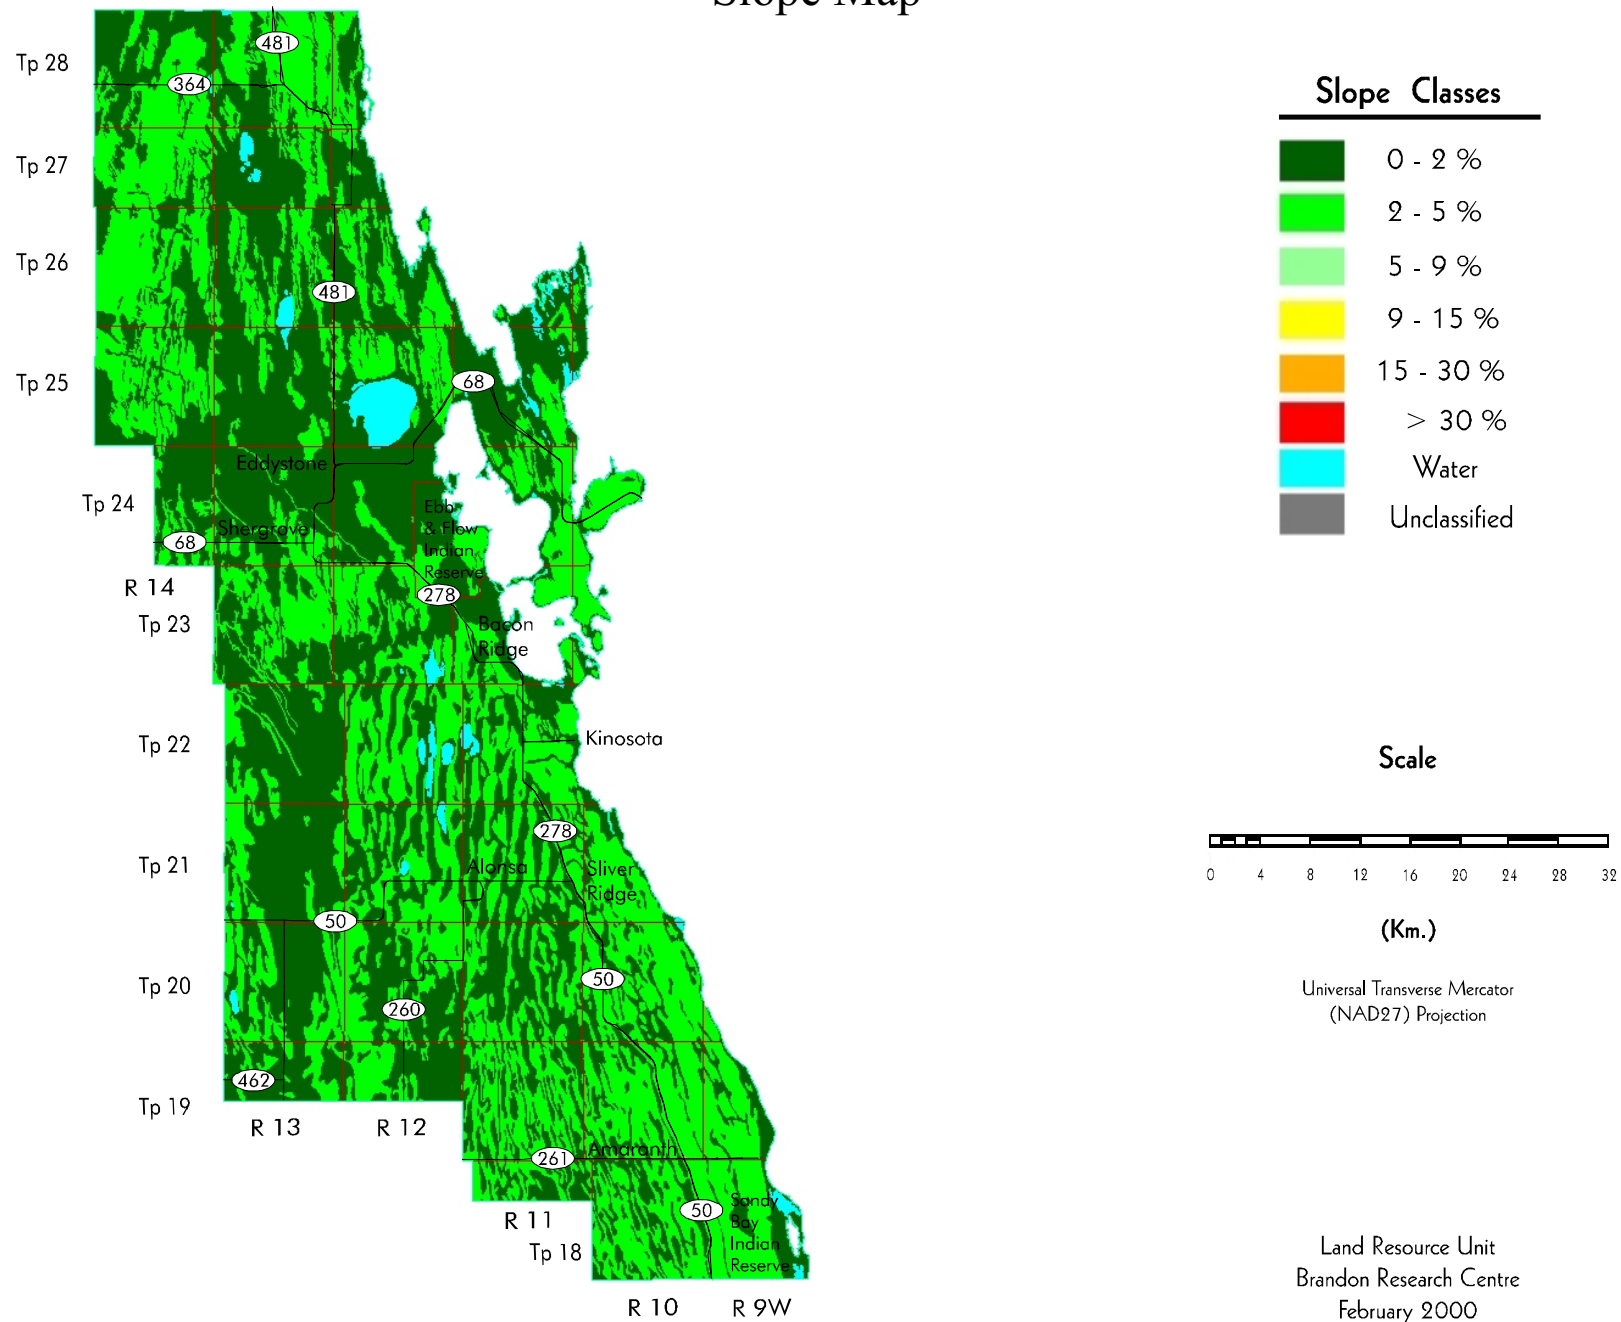 Slope Map
481
Tp 28
364
Tp 27
Tp 26
481
Tp 25
68
Eddystone
Tp 24
Ebb
& Flow
Indian
Reserve
Shergrove
68
R 14
278
Tp 23
Bacon
Ridge
Tp 22
Kinosota
278
Tp 21
Alonsa
Sliver
Ridge
50
Tp 20
50
260
462
Tp 19
R 13
R 12
261
Amaranth
50
Sandy
Bay
Indian
Reserve
R 11
Tp 18
R 10
R 9W
Slope Classes
0 - 2 %
2 - 5 %
5 - 9 %
9 - 15 %
15 - 30 %
> 30 %
Water
Unclassified
Scale
0 4 8 12 16 20 24 28 32
(Km.)
Universal Transverse Mercator
(NAD27) Projection
Land Resource Unit
Brandon Research Centre
February 2000